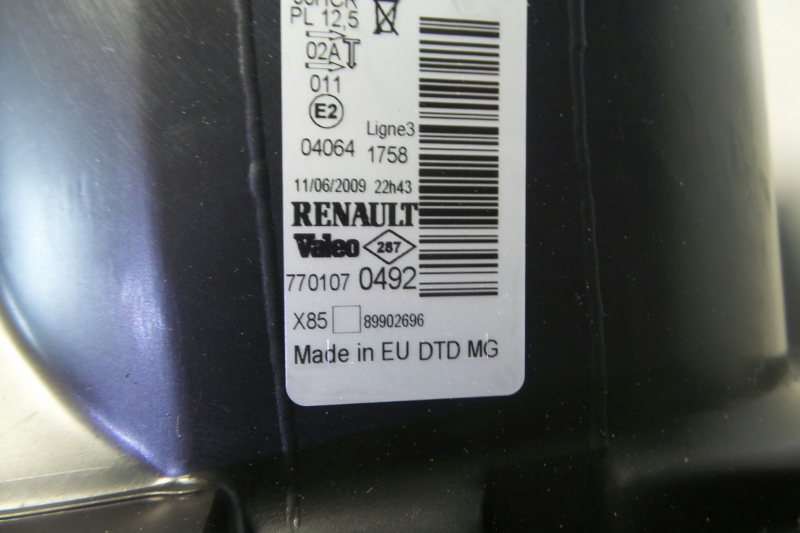 PL 12,5
02A
011
E2
Ligne3
04064 1758
11/06/2009 22h43
RENAULT
Valeo 287
770107 0492
X85 89902696
Made in EU DTD MG